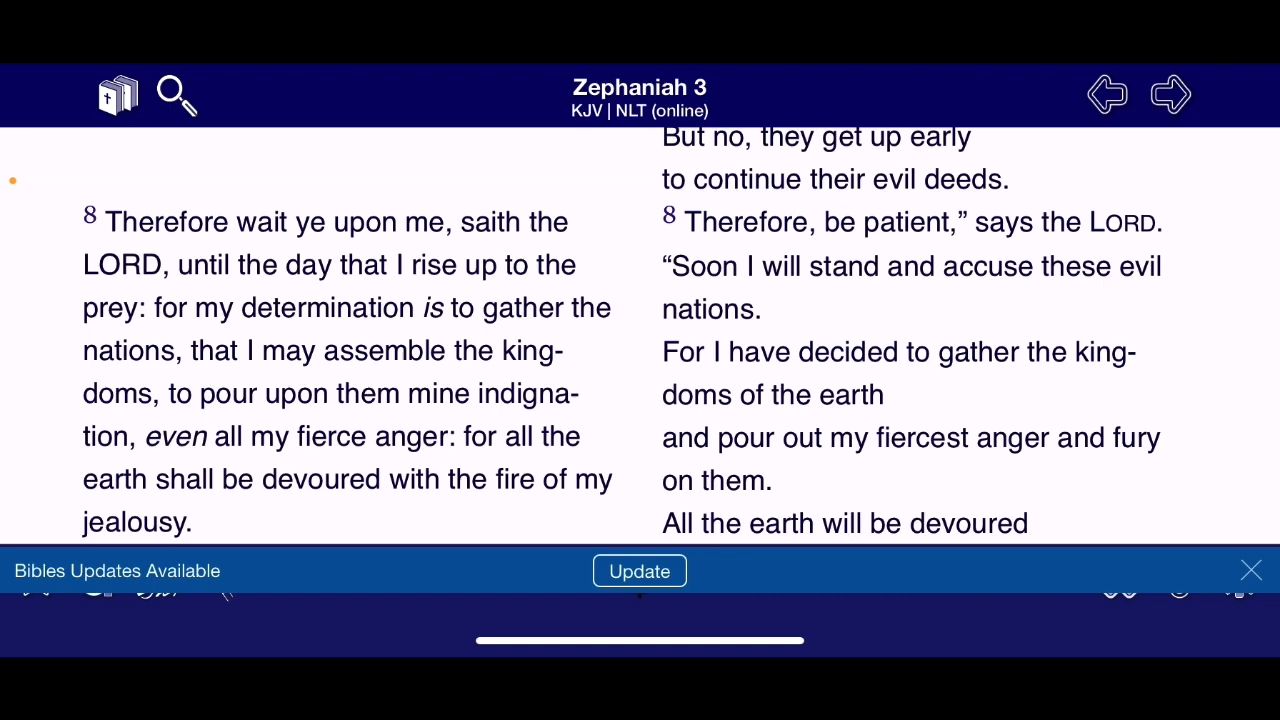 Zephaniah 3
KJV | NLT (online)
8 Therefore wait ye upon me, saith the
LORD, until the day that I rise up to the
prey: for my determination is to gather the
nations, that I may assemble the king-
doms, to pour upon them mine indigna-
tion, even all my fierce anger: for all the
earth shall be devoured with the fire of my
jealousy.
But no, they get up early
to continue their evil deeds.
8 Therefore, be patient,” says the LORD.
“Soon I will stand and accuse these evil
nations.
For I have decided to gather the king-
doms of the earth
and pour out my fiercest anger and fury
on them.
All the earth will be devoured
Bibles Updates Available
Update